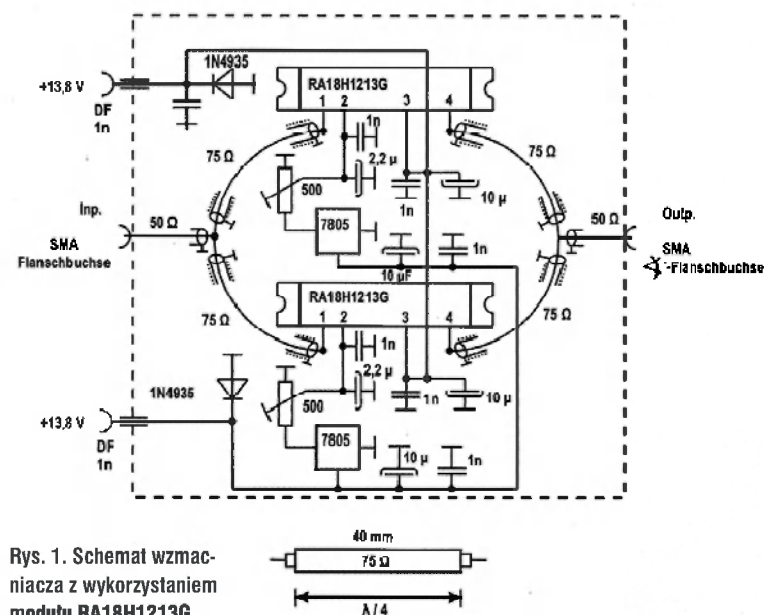 1N4935
RA18H1213G
+13,8 V
DF
1n
1 2 3 4
1n
75 Ω
75 Ω
2,2 µ
500
1n
10 µ
Inp.
50 Ω
7805
50 Ω
Outp.
SMA
Flanschbuchse
1n
10 µF
SMA
-Flanschbuchse
RA18H1213G
75 Ω
75 Ω
1 2 3 4
1n
2,2 µ
1N4935
500
1n
10 µ
+13,8 V
DF
1n
7805
10 µ
1n
Rys. 1. Schemat wzmac-
niacza z wykorzystaniem
modułu RA18H1213G
40 mm
75 Ω
λ / 4